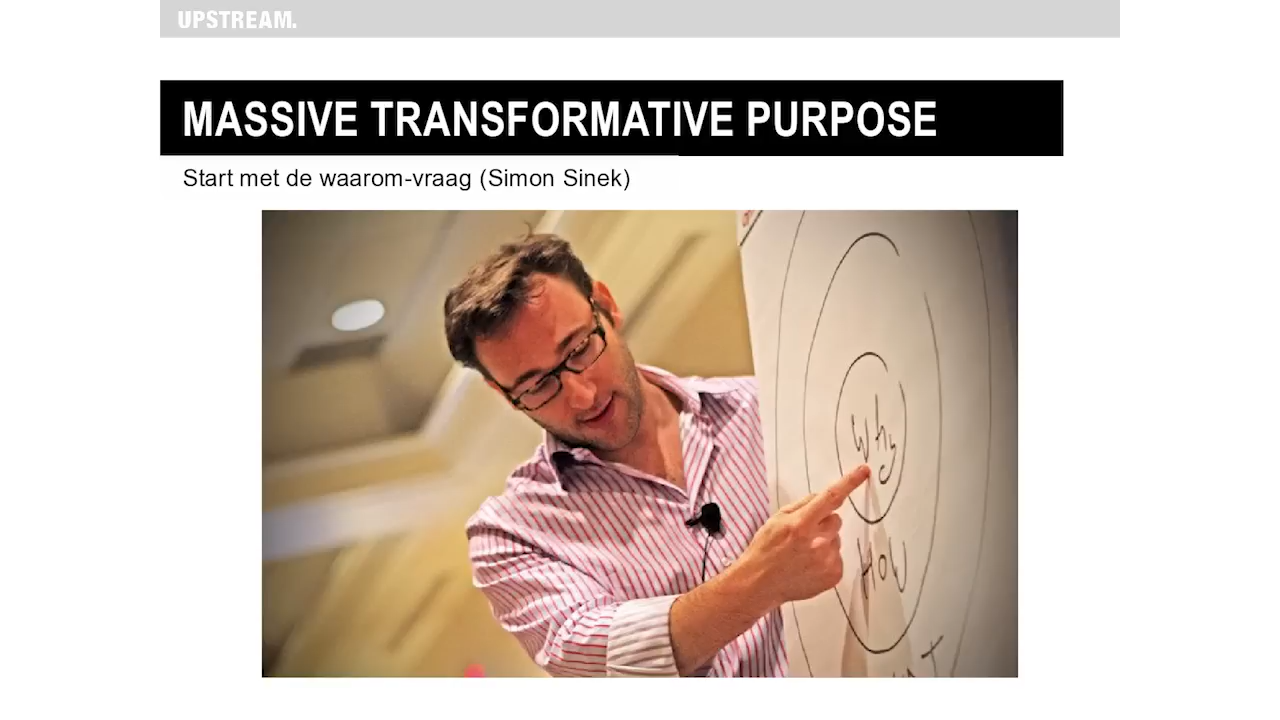 UPSTREAM.
MASSIVE TRANSFORMATIVE PURPOSE
Start met de waarom-vraag (Simon Sinek)
Why
HOW